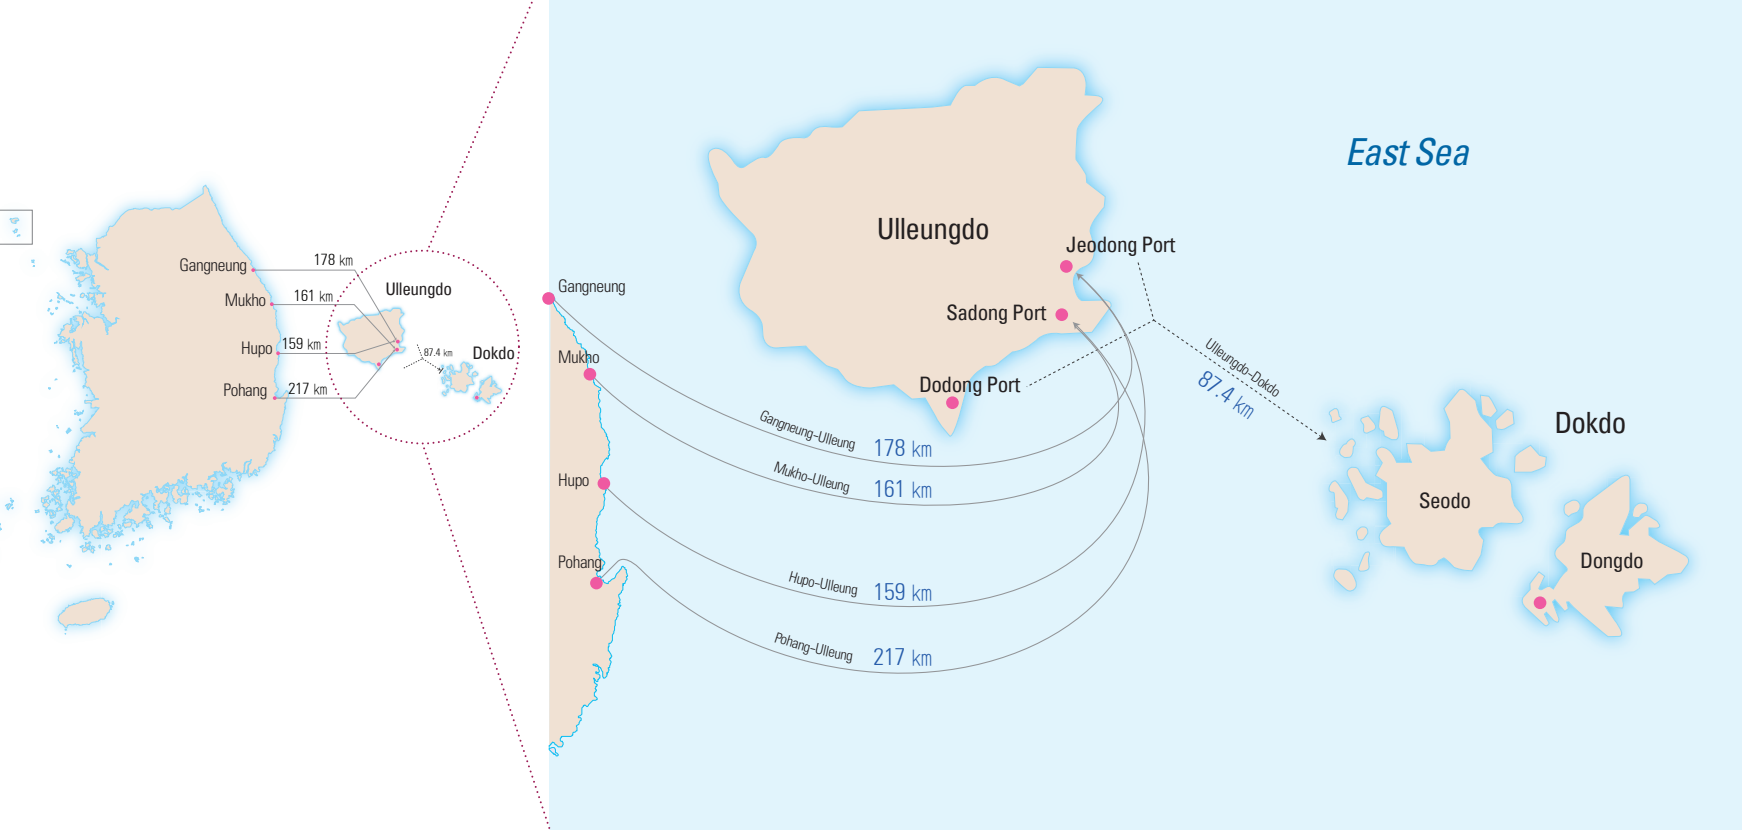 Gangneung
178 km
Mukho
161 km
Ulleungdo
Hupo
159 km
87.4 km
Dokdo
Pohang
217 km
East Sea
Ulleungdo
Jeodong Port
Gangneung
Sadong Port
Mukho
Ulleungdo-Dokdo
87.4 km
Dodong Port
Dokdo
Gangneung-Ulleung
178 km
Mukho-Ulleung
161 km
Hupo
Seodo
Pohang
Dongdo
Hupo-Ulleung
159 km
Pohang-Ulleung
217 km